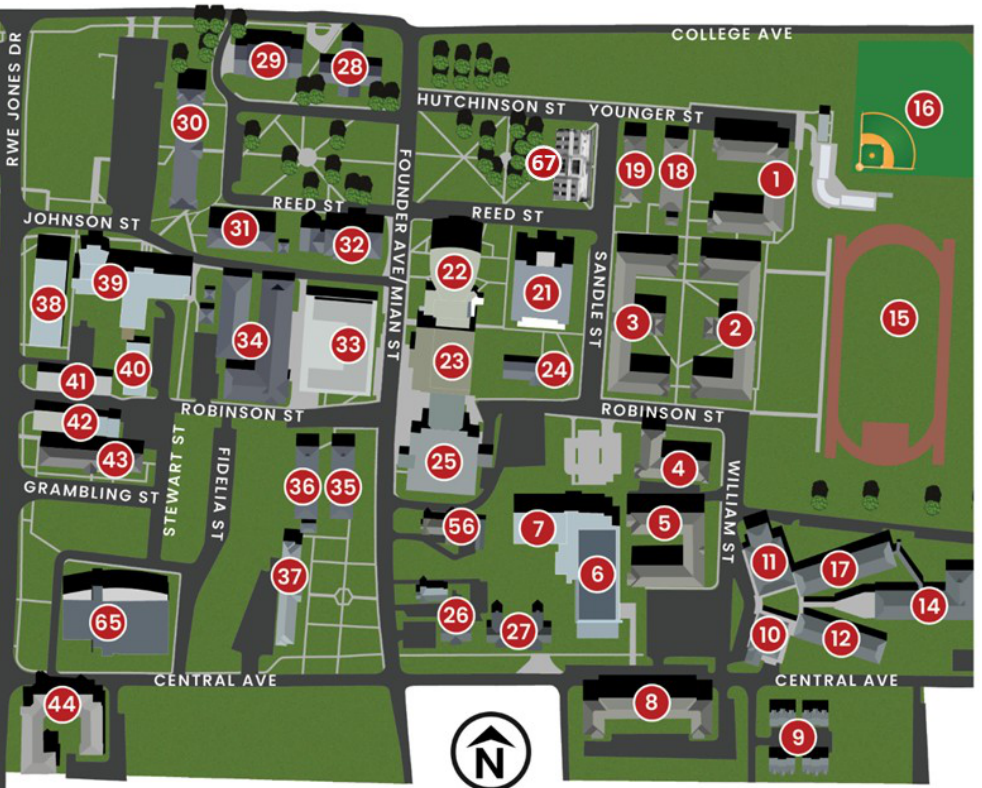 COLLEGE AVE
RWE JONES DR
29
28
HUTCHINSON ST
YOUNGER ST
16
30
67
19
18
1
FOUNDER AVE/MIAN ST
REED ST
REED ST
JOHNSON ST
31
32
22
21
SANDLE ST
39
38
34
33
3
2
15
23
24
40
41
42
43
ROBINSON ST
ROBINSON ST
25
4
GRAMBLING ST
STEWART ST
FIDELIA ST
36
35
WILLIAM ST
56
7
5
6
11
17
37
14
65
26
27
10
12
CENTRAL AVE
CENTRAL AVE
44
8
9
N